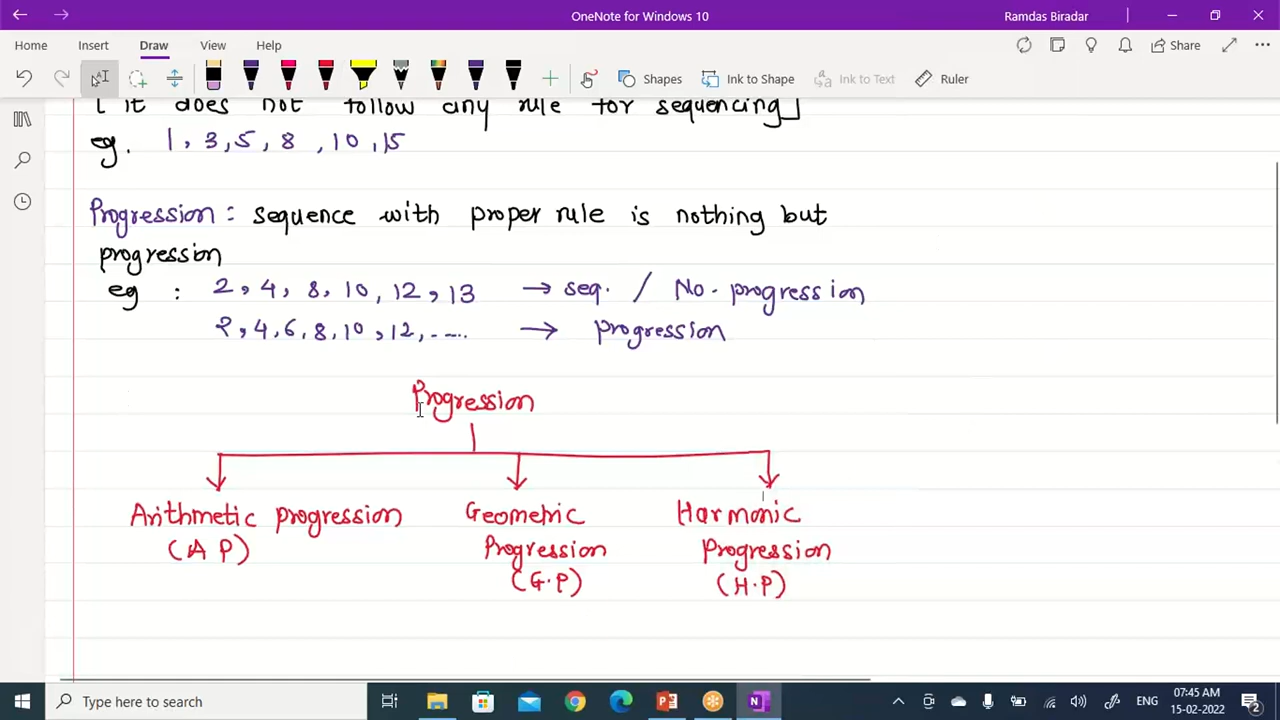 OneNote for Windows 10
Ramdas Biradar
Home Insert Draw View Help
Share
Shapes Ink to Shape Ink to Text Ruler
[ it does not follow any rule for sequencing]
eg. 1, 3, 5, 8, 10, 15
Progression: sequence with proper rule is nothing but
progression
eg : 2, 4, 8, 10, 12, 13 → seq. / No. progression
2, 4, 6, 8, 10, 12, ..... → progression
Progression
Arithmetic progression
(A P)
Geometric
Progression
(G.P)
Harmonic
Progression
(H.P)
Type here to search
ENG
07:45 AM
15-02-2022
2